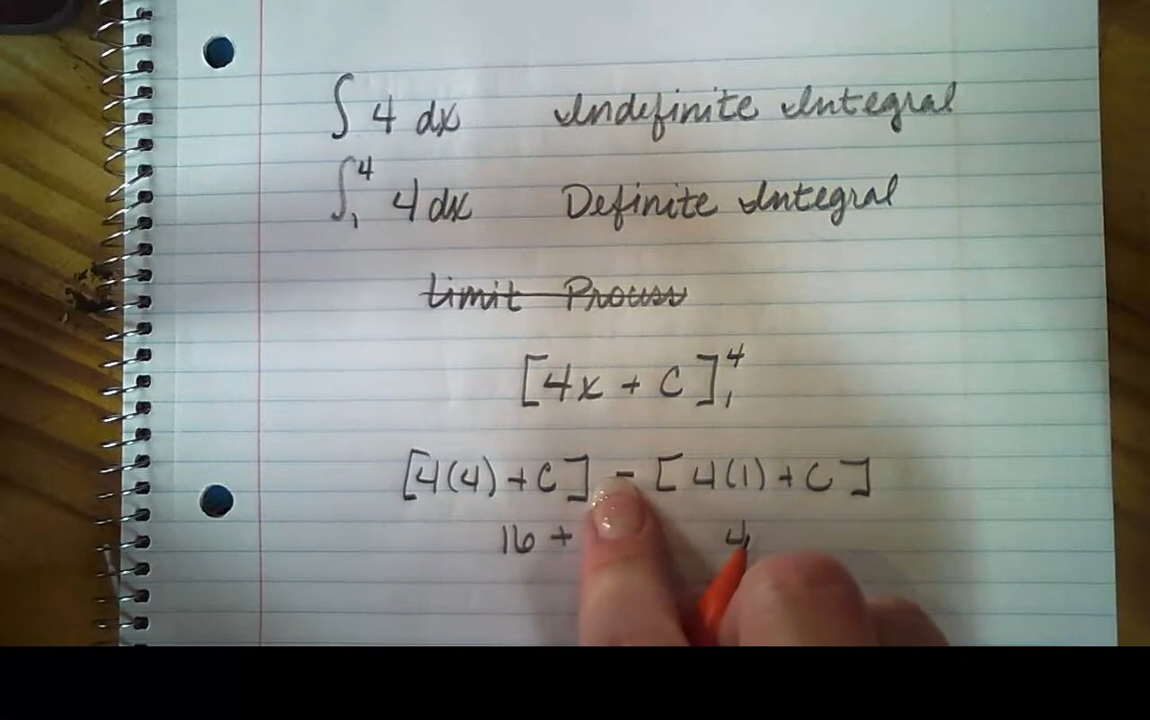 ∫ 4 dx Indefinite Integral
∫₁⁴ 4 dx Definite Integral
Limit Process
[4x + C]₁⁴
[4(4) + C] - [4(1) + C]
16 + 4